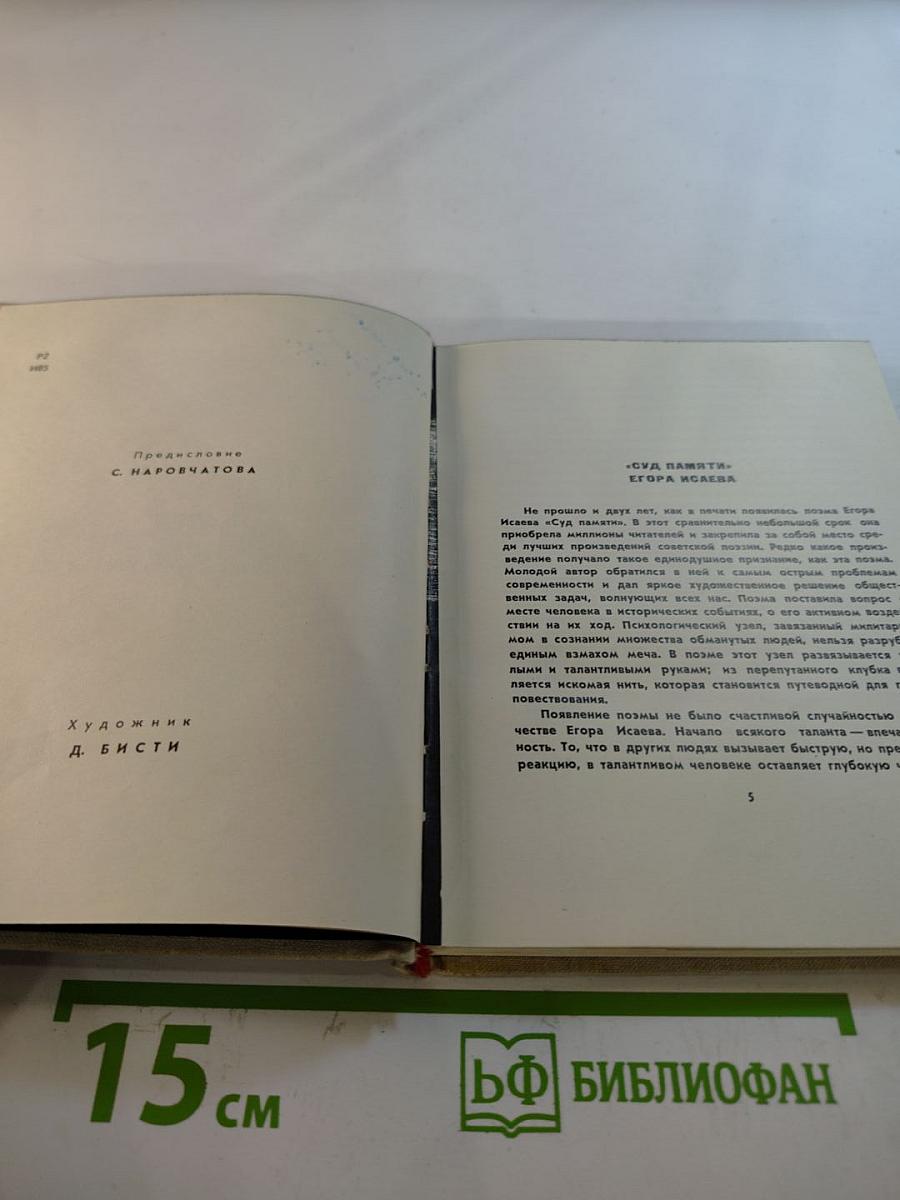 Р2
И85
Предисловие
С. НАРОВЧАТОВА
Художник
Д. БИСТИ
«СУД ПАМЯТИ»
ЕГОРА ИСАЕВА
Не прошло и двух лет, как в печати появилась поэма Егора
Исаева «Суд памяти». В этот сравнительно небольшой срок она
приобрела миллионы читателей и закрепила за собой место сре-
ди лучших произведений советской поэзии. Редко какое произ-
ведение получало такое единодушное признание, как эта поэма.
Молодой автор обратился в ней к самым острым проблемам
современности и дал яркое художественное решение общест-
венных задач, волнующих всех нас. Поэма поставила вопрос
месте человека в исторических событиях, о его активном возде
ствии на их ход. Психологический узел, завязанный милитар
мом в сознании множества обманутых людей, нельзя разруб
единым взмахом меча. В поэме этот узел развязывается
лыми и талантливыми руками; из перепутанного клубка
ляется искомая нить, которая становится путеводной для
повествования.
Появление поэмы не было счастливой случайностью
честве Егора Исаева. Начало всякого таланта — впеча
ность. То, что в других людях вызывает быструю, но пре
реакцию, в талантливом человеке оставляет глубокую
5
15 см
ЬФ БИБЛИОФАН